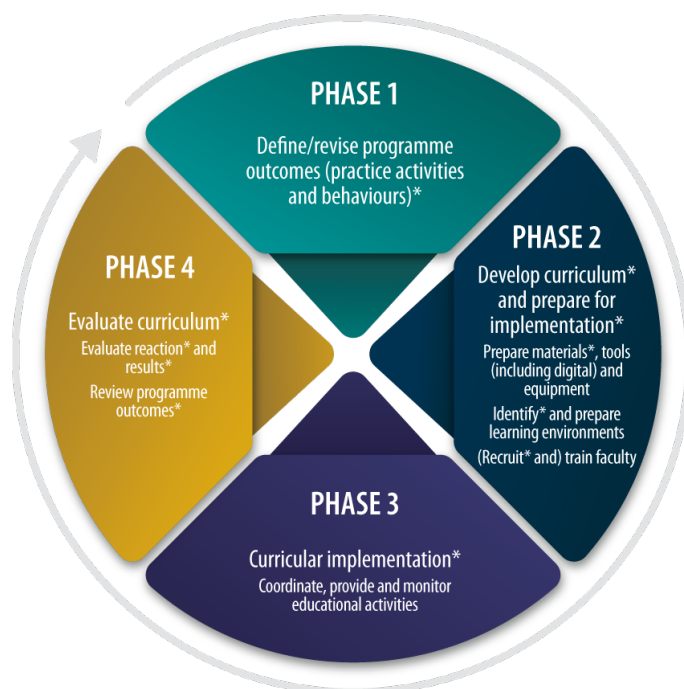 PHASE 1
Define/revise programme
outcomes (practice activities
and behaviours)*
PHASE 2
Develop curriculum*
and prepare for
implementation*
Prepare materials*, tools
(including digital) and
equipment
Identify* and prepare
learning environments
(Recruit* and) train faculty
PHASE 3
Curricular implementation*
Coordinate, provide and monitor
educational activities
PHASE 4
Evaluate curriculum*
Evaluate reaction* and
results*
Review programme
outcomes*